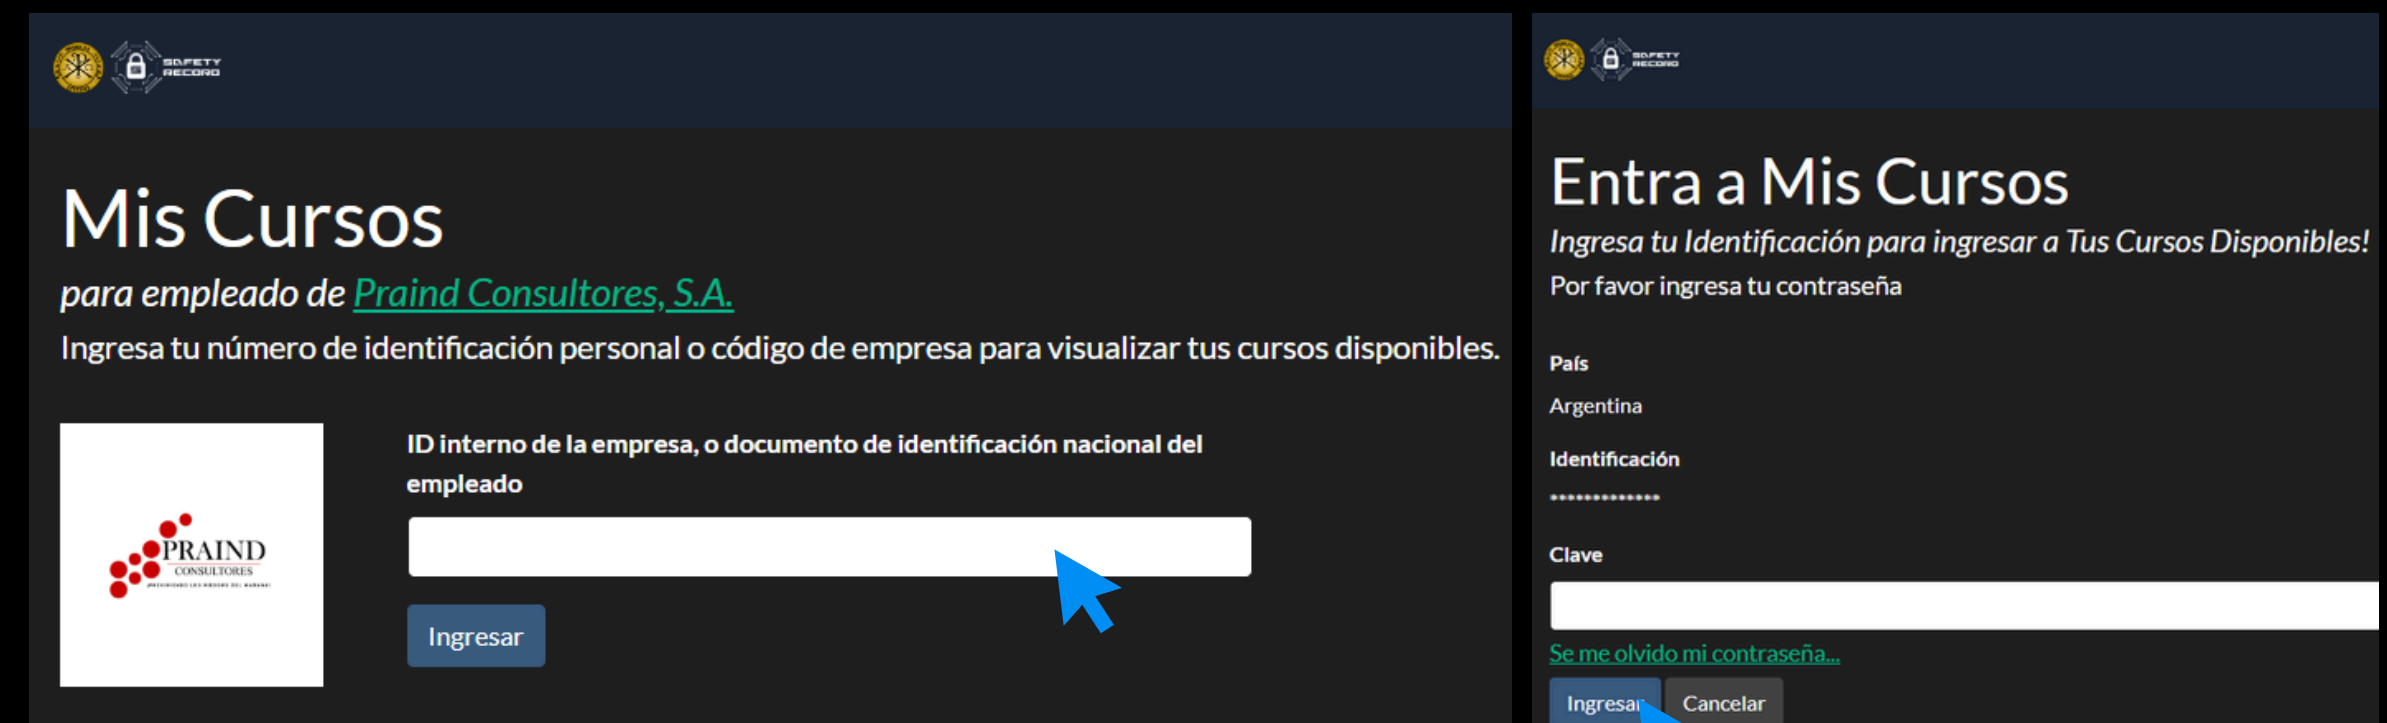 SAFETY
RECORD
Mis Cursos
para empleado de Praind Consultores, S.A.
Ingresa tu número de identificación personal o código de empresa para visualizar tus cursos disponibles.
PRAIND
CONSULTORES
ID interno de la empresa, o documento de identificación nacional del
empleado
Ingresar
SAFETY
RECORD
Entra a Mis Cursos
Ingresa tu Identificación para ingresar a Tus Cursos Disponibles!
Por favor ingresa tu contraseña
País
Argentina
Identificación
*************
Clave
Se me olvido mi contraseña...
Ingresar
Cancelar